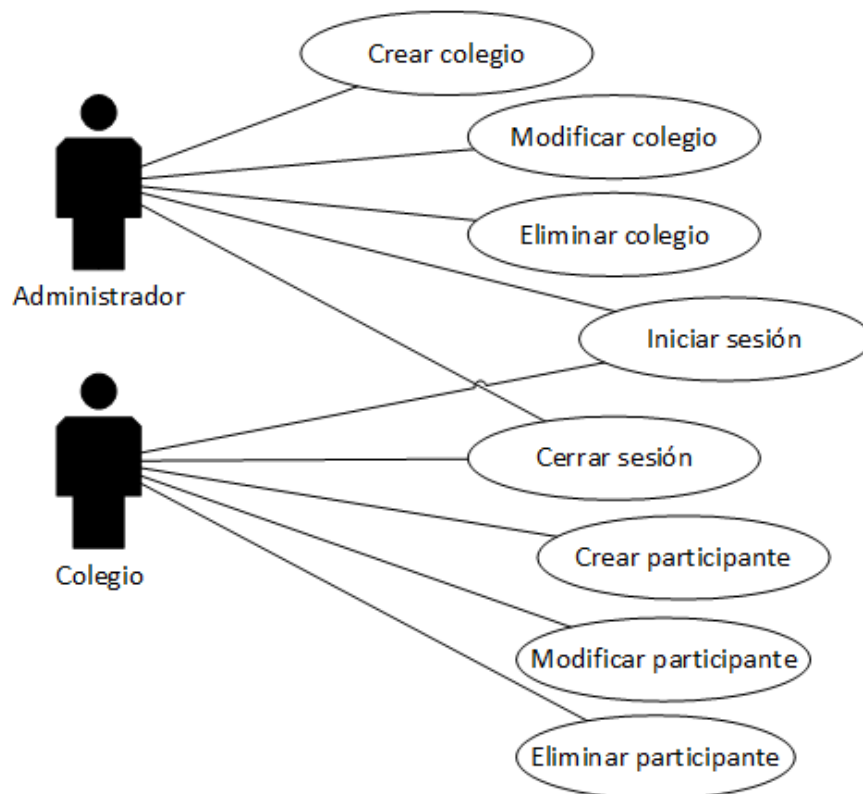 Crear colegio
Modificar colegio
Eliminar colegio
Administrador
Iniciar sesión
Cerrar sesión
Crear participante
Colegio
Modificar participante
Eliminar participante